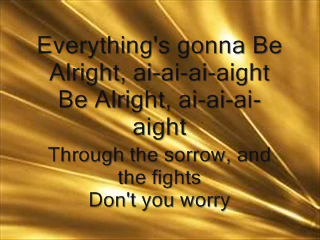 Everything's gonna Be
Alright, ai-ai-ai-aight
Be Alright, ai-ai-ai-
aight
Through the sorrow, and
the fights
Don't you worry